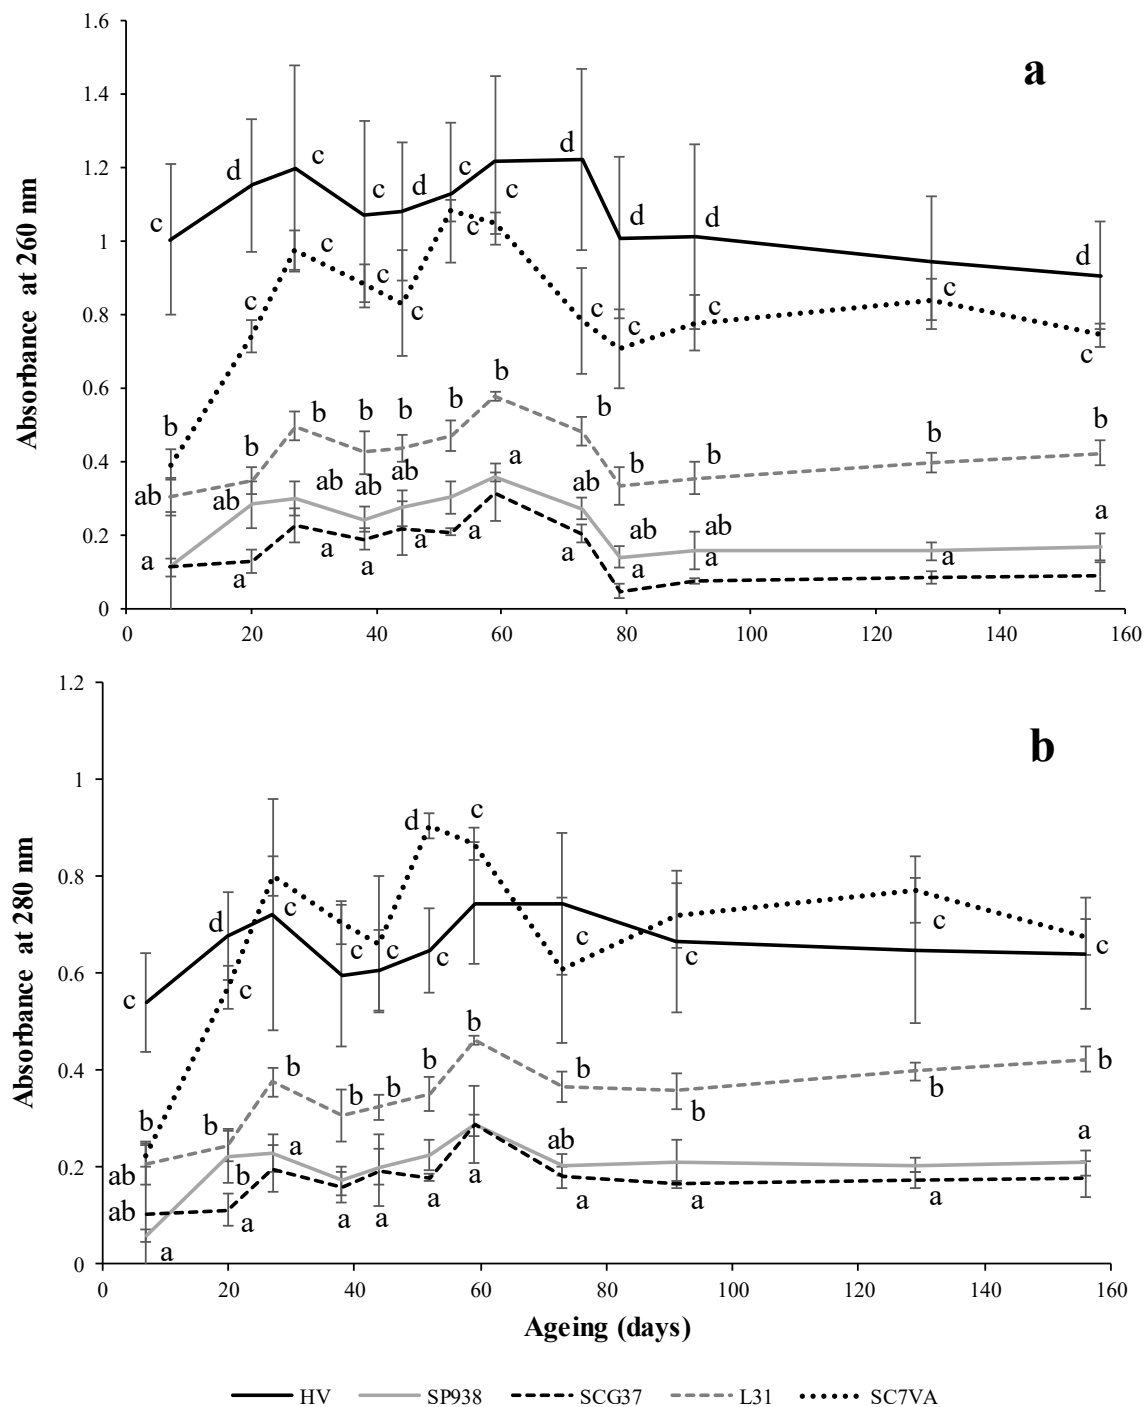 a
Absorbance at 260 nm
1.6
1.4
1.2
1
0.8
0.6
0.4
0.2
0
c d c c d c c d d d d
b c c c c c c c c c c c
ab b b b b b b b b b b b
ab ab ab ab a ab ab ab a
a a a a a a a a a a
0 20 40 60 80 100 120 140 160
b
Absorbance at 280 nm
1.2
1
0.8
0.6
0.4
0.2
0
c d c c c d c c c c c c
b c
ab b b b b b b b b b b
ab b a ab a
a a a a a a a a
0 20 40 60 80 100 120 140 160
Ageing (days)
HV SP938 SCG37 L31 SC7VA